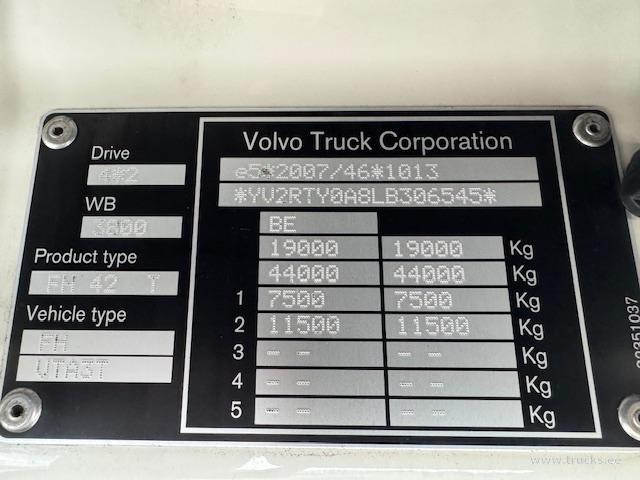 Drive
4*2
WB
3800
Product type
FH 42 T
Vehicle type
FH
VTA3T
Volvo Truck Corporation
e5*2007/46*1013
*YV2RTY0A8LB306545*
BE
19000 19000 Kg
44000 44000 Kg
1 7500 7500 Kg
2 11500 11500 Kg
3 -- -- Kg
4 -- -- Kg
5 -- -- Kg
www.trucks.ee